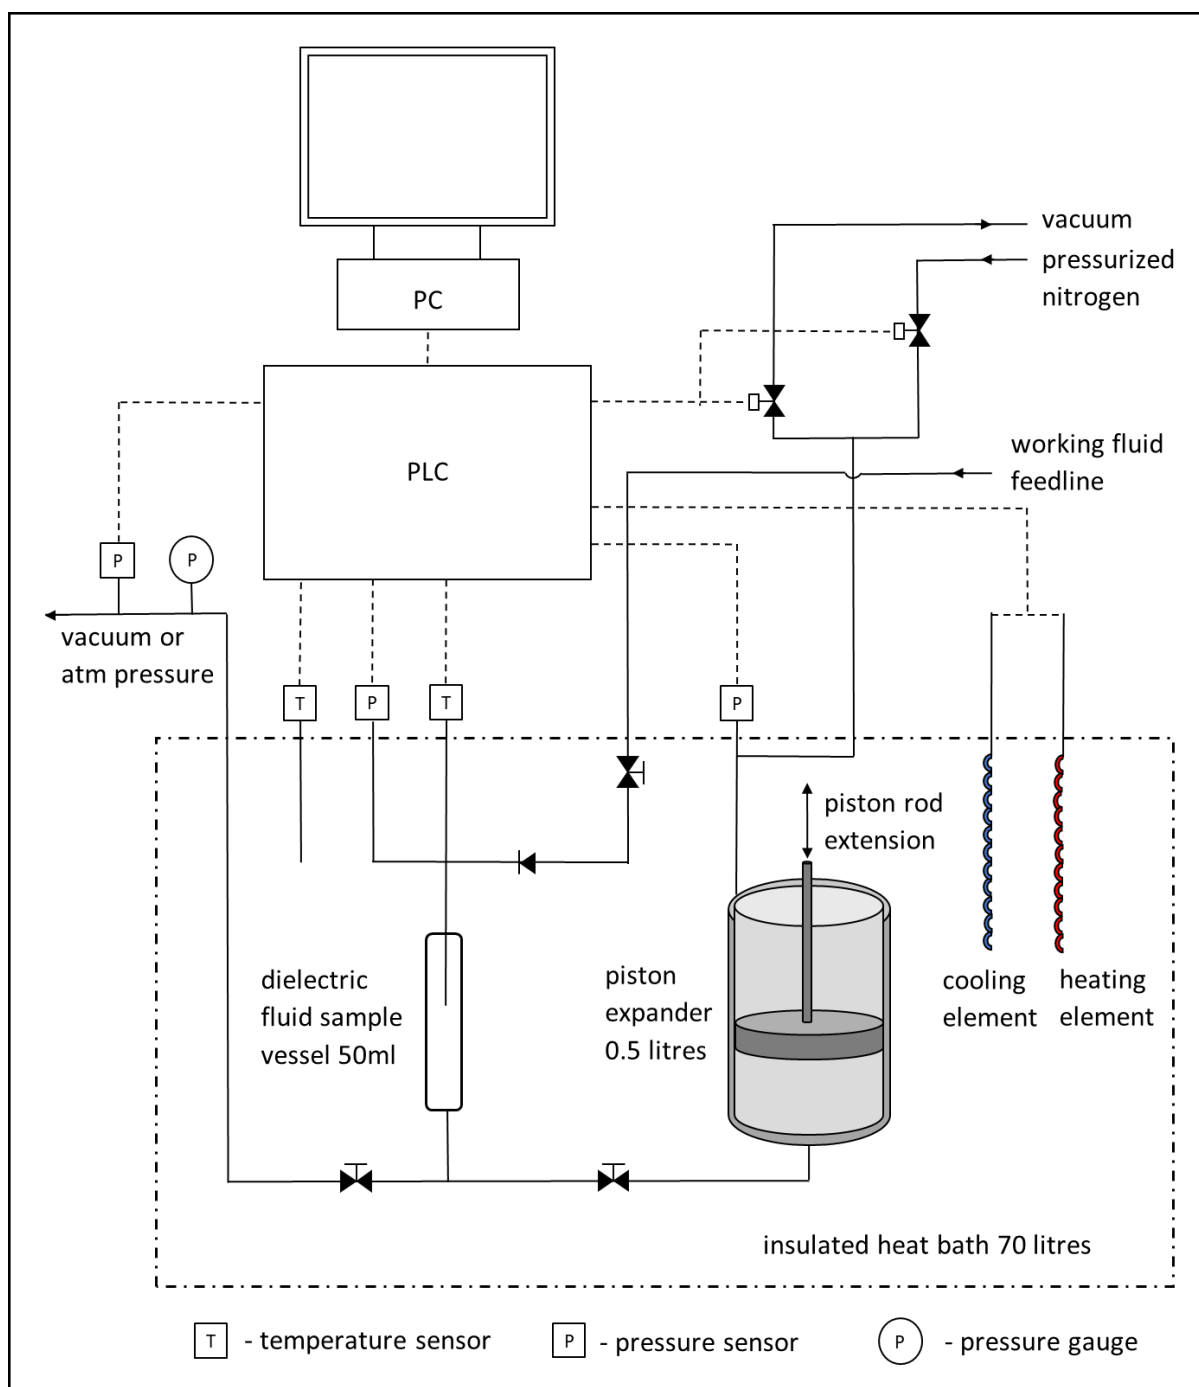 PC
vacuum
pressurized
nitrogen
PLC
working fluid
feedline
P
P
vacuum or
atm pressure
T
P
T
P
piston rod
extension
dielectric
fluid sample
vessel 50ml
piston
expander
0.5 litres
cooling
element
heating
element
insulated heat bath 70 litres
T - temperature sensor
P - pressure sensor
P - pressure gauge